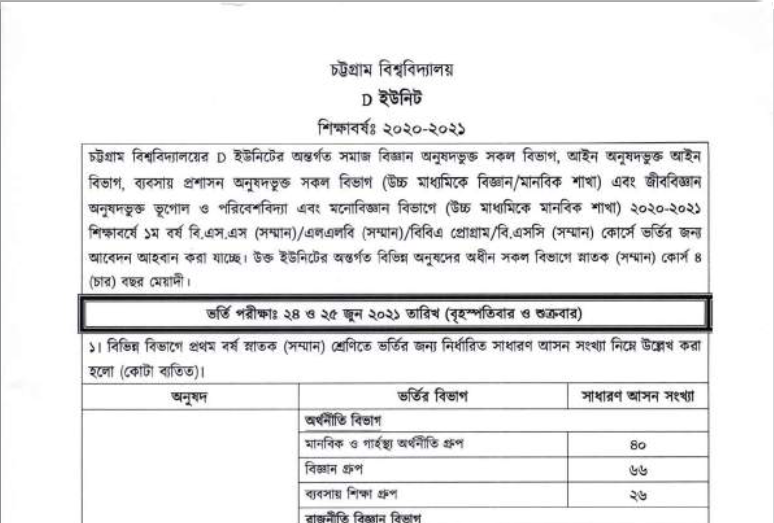 চট্টগ্রাম বিশ্ববিদ্যালয়
D ইউনিট
শিক্ষাবর্ষঃ ২০২০-২০২১
চট্টগ্রাম বিশ্ববিদ্যালয়ের D ইউনিটের অন্তর্গত সমাজ বিজ্ঞান অনুষদভুক্ত সকল বিভাগ, আইন অনুষদভুক্ত আইন
বিভাগ, ব্যবসায় প্রশাসন অনুষদভুক্ত সকল বিভাগ (উচ্চ মাধ্যমিকে বিজ্ঞান/মানবিক শাখা) এবং জীববিজ্ঞান
অনুষদভুক্ত ভূগোল ও পরিবেশবিদ্যা এবং মনোবিজ্ঞান বিভাগে (উচ্চ মাধ্যমিকে মানবিক শাখা) ২০২০-২০২১
শিক্ষাবর্ষে ১ম বর্ষ বি.এস.এস (সম্মান)/এলএলবি (সম্মান)/বিবিএ প্রোগ্রাম/বি.এসসি (সম্মান) কোর্সে ভর্তির জন্য
আবেদন আহবান করা যাচ্ছে। উক্ত ইউনিটের অন্তর্গত বিভিন্ন অনুষদের অধীন সকল বিভাগে স্নাতক (সম্মান) কোর্স ৪
(চার) বছর মেয়াদী।
ভর্তি পরীক্ষাঃ ২৪ ও ২৫ জুন ২০২১ তারিখ (বৃহস্পতিবার ও শুক্রবার)
১। বিভিন্ন বিভাগে প্রথম বর্ষ স্নাতক (সম্মান) শ্রেণিতে ভর্তির জন্য নির্ধারিত সাধারণ আসন সংখ্যা নিম্নে উল্লেখ করা
হলো (কোটা ব্যতিত)।
অনুষদ ভর্তির বিভাগ সাধারণ আসন সংখ্যা
অর্থনীতি বিভাগ
মানবিক ও গার্হস্থ্য অর্থনীতি গ্রুপ ৪০
বিজ্ঞান গ্রুপ ৬৬
ব্যবসায় শিক্ষা গ্রুপ ২৬
রাজনীতি বিজ্ঞান বিভাগ